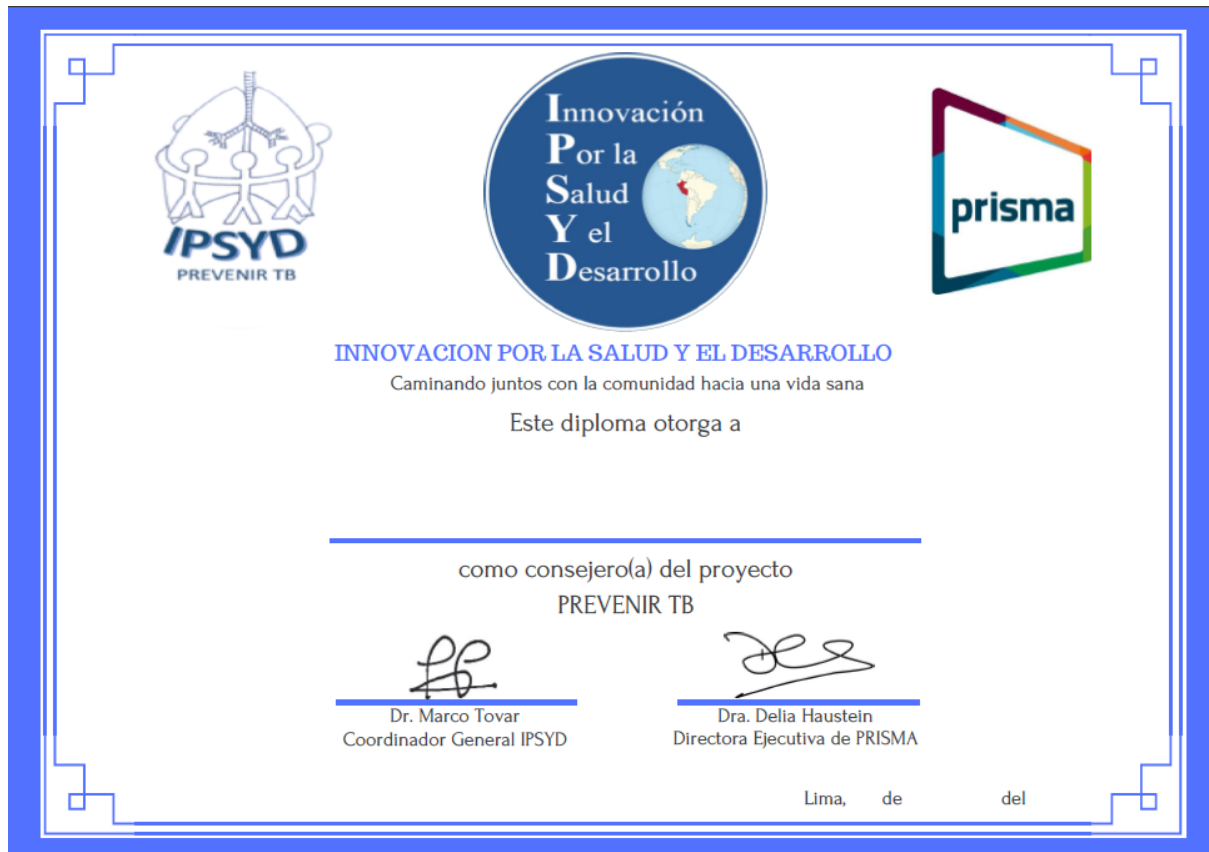 IPSYD
PREVENIR TB
Innovación
Por la
Salud
Y el
Desarrollo
prisma
INNOVACION POR LA SALUD Y EL DESARROLLO
Caminando juntos con la comunidad hacia una vida sana
Este diploma otorga a
como consejero(a) del proyecto
PREVENIR TB
Dr. Marco Tovar
Coordinador General IPSYD
Dra. Delia Haustein
Directora Ejecutiva de PRISMA
Lima, de del